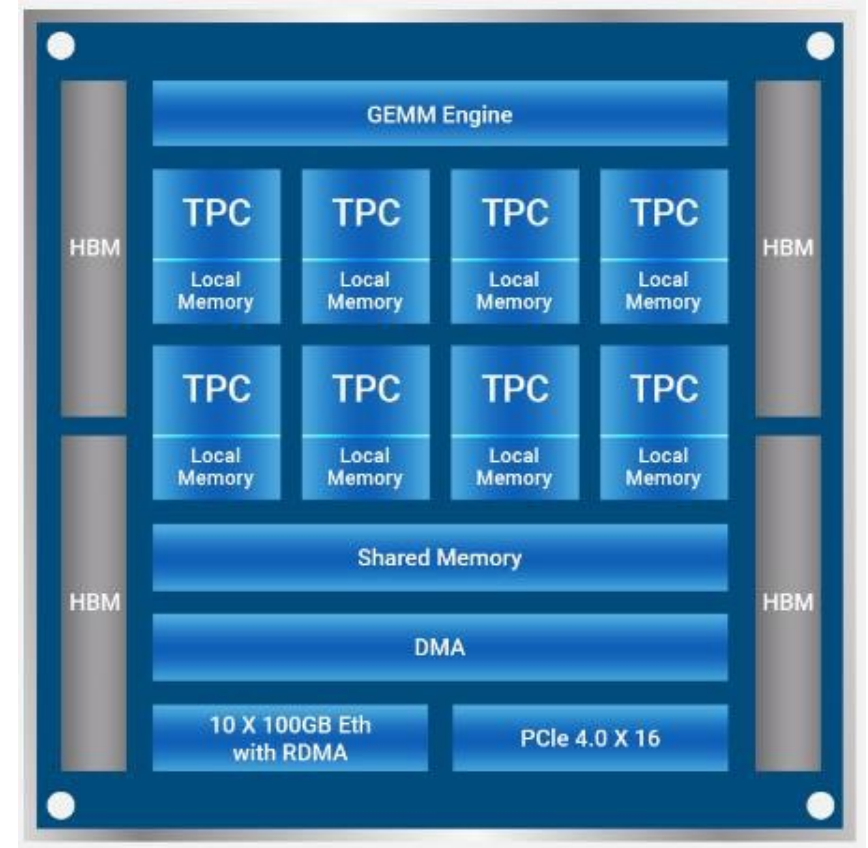 GEMM Engine
TPC TPC TPC TPC
HBM HBM
Local Local Local Local
Memory Memory Memory Memory
TPC TPC TPC TPC
Local Local Local Local
Memory Memory Memory Memory
Shared Memory
HBM HBM
DMA
10 X 100GB Eth
with RDMA
PCIe 4.0 X 16